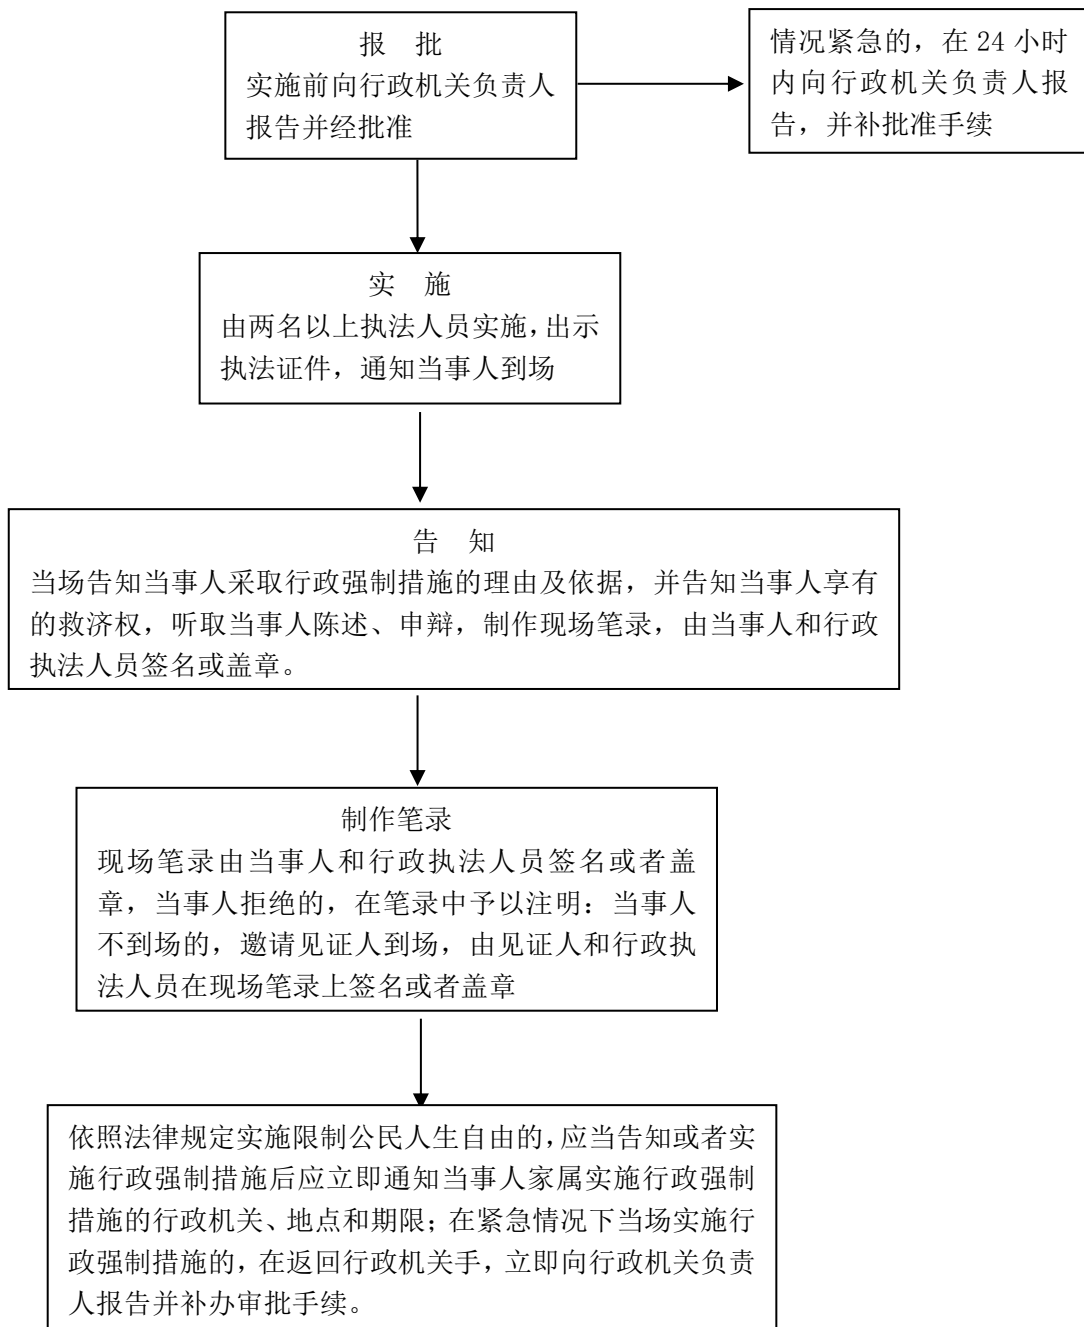 报 批
实施前向行政机关负责人
报告并经批准
情况紧急的，在 24 小时
内向行政机关负责人报
告，并补批准手续
实 施
由两名以上执法人员实施，出示
执法证件，通知当事人到场
告 知
当场告知当事人采取行政强制措施的理由及依据，并告知当事人享有
的救济权，听取当事人陈述、申辩，制作现场笔录，由当事人和行政
执法人员签名或盖章。
制作笔录
现场笔录由当事人和行政执法人员签名或者盖
章，当事人拒绝的，在笔录中予以注明：当事人
不到场的，邀请见证人到场，由见证人和行政执
法人员在现场笔录上签名或者盖章
依照法律规定实施限制公民人生自由的，应当告知或者实
施行政强制措施后应立即通知当事人家属实施行政强制
措施的行政机关、地点和期限；在紧急情况下当场实施行
政强制措施的，在返回行政机关手，立即向行政机关负责
人报告并补办审批手续。